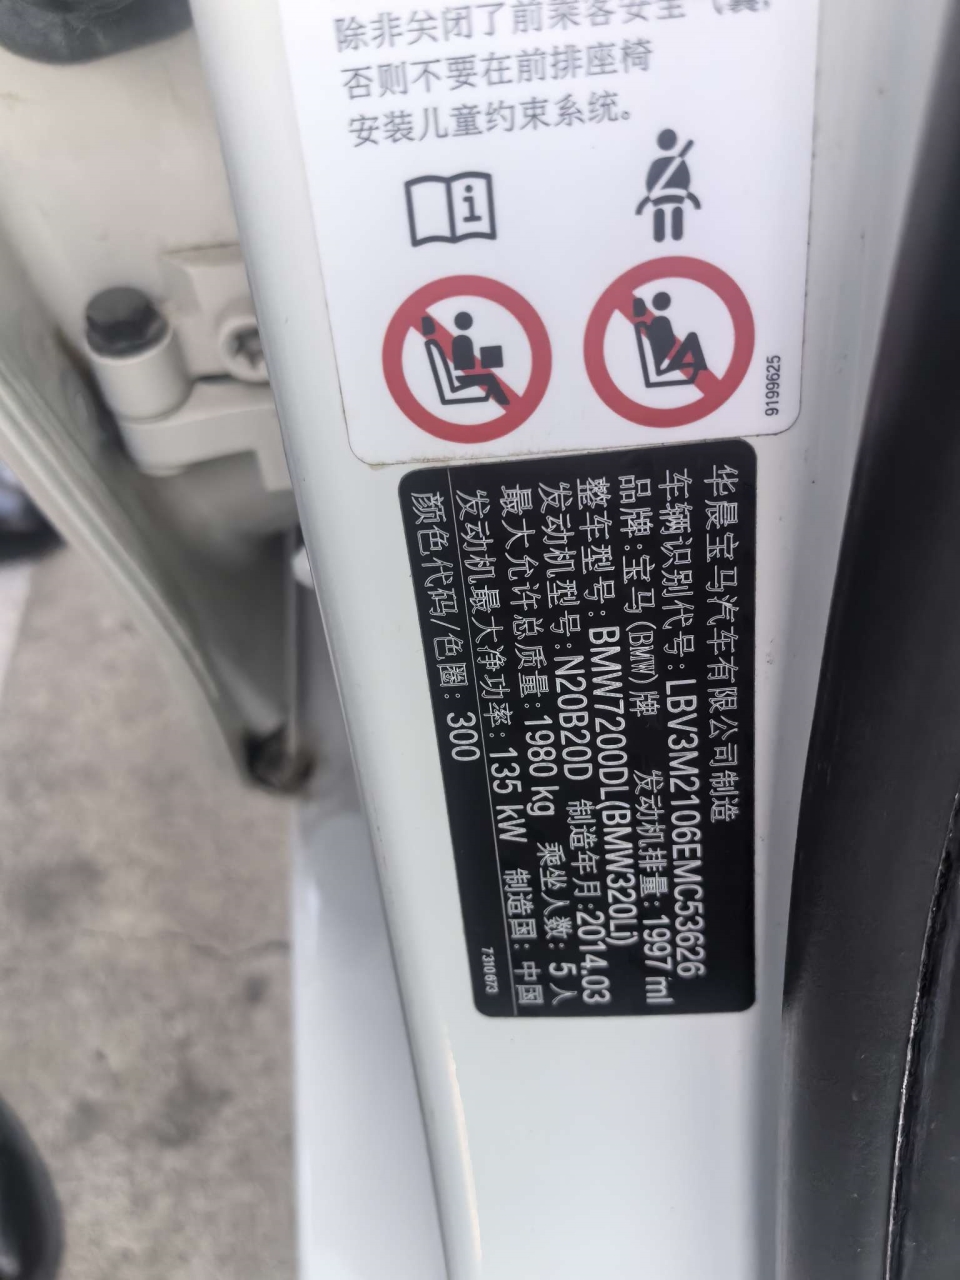 除非关闭了前乘客安全
否则不要在前排座椅
安装儿童约束系统。
9199625
华晨宝马汽车有限公司制造
车辆识别代号: LBV3M2106EMC53626
品牌:宝马(BMW)牌 发动机排量: 1997 ml
整车型号: BMW7200DL(BMW320Li)
发动机型号: N20B20D 制造年月:2014.03
最大允许总质量: 1980 kg 乘坐人数: 5人
发动机最大净功率: 135 kW 制造国: 中国
颜色代码/色圈: 300
7310673